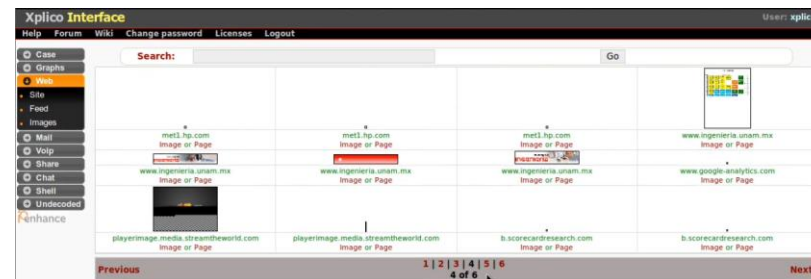 Xplico Interface
User: xplico
Help Forum Wiki Change password Licenses Logout
Case
Graphs
Web
Site
Feed
Images
Mail
Voip
Share
Chat
Shell
Undecoded
enhance
Search:
Go
met1.hp.com
Image or Page
met1.hp.com
Image or Page
met1.hp.com
Image or Page
www.ingenieria.unam.mx
Image or Page
www.ingenieria.unam.mx
Image or Page
www.ingenieria.unam.mx
Image or Page
www.ingenieria.unam.mx
Image or Page
www.google-analytics.com
Image or Page
playerimage.media.streamtheworld.com
Image or Page
playerimage.media.streamtheworld.com
Image or Page
b.scorecardresearch.com
Image or Page
b.scorecardresearch.com
Image or Page
Previous
1 | 2 | 3 | 4 | 5 | 6
4 of 6
Next